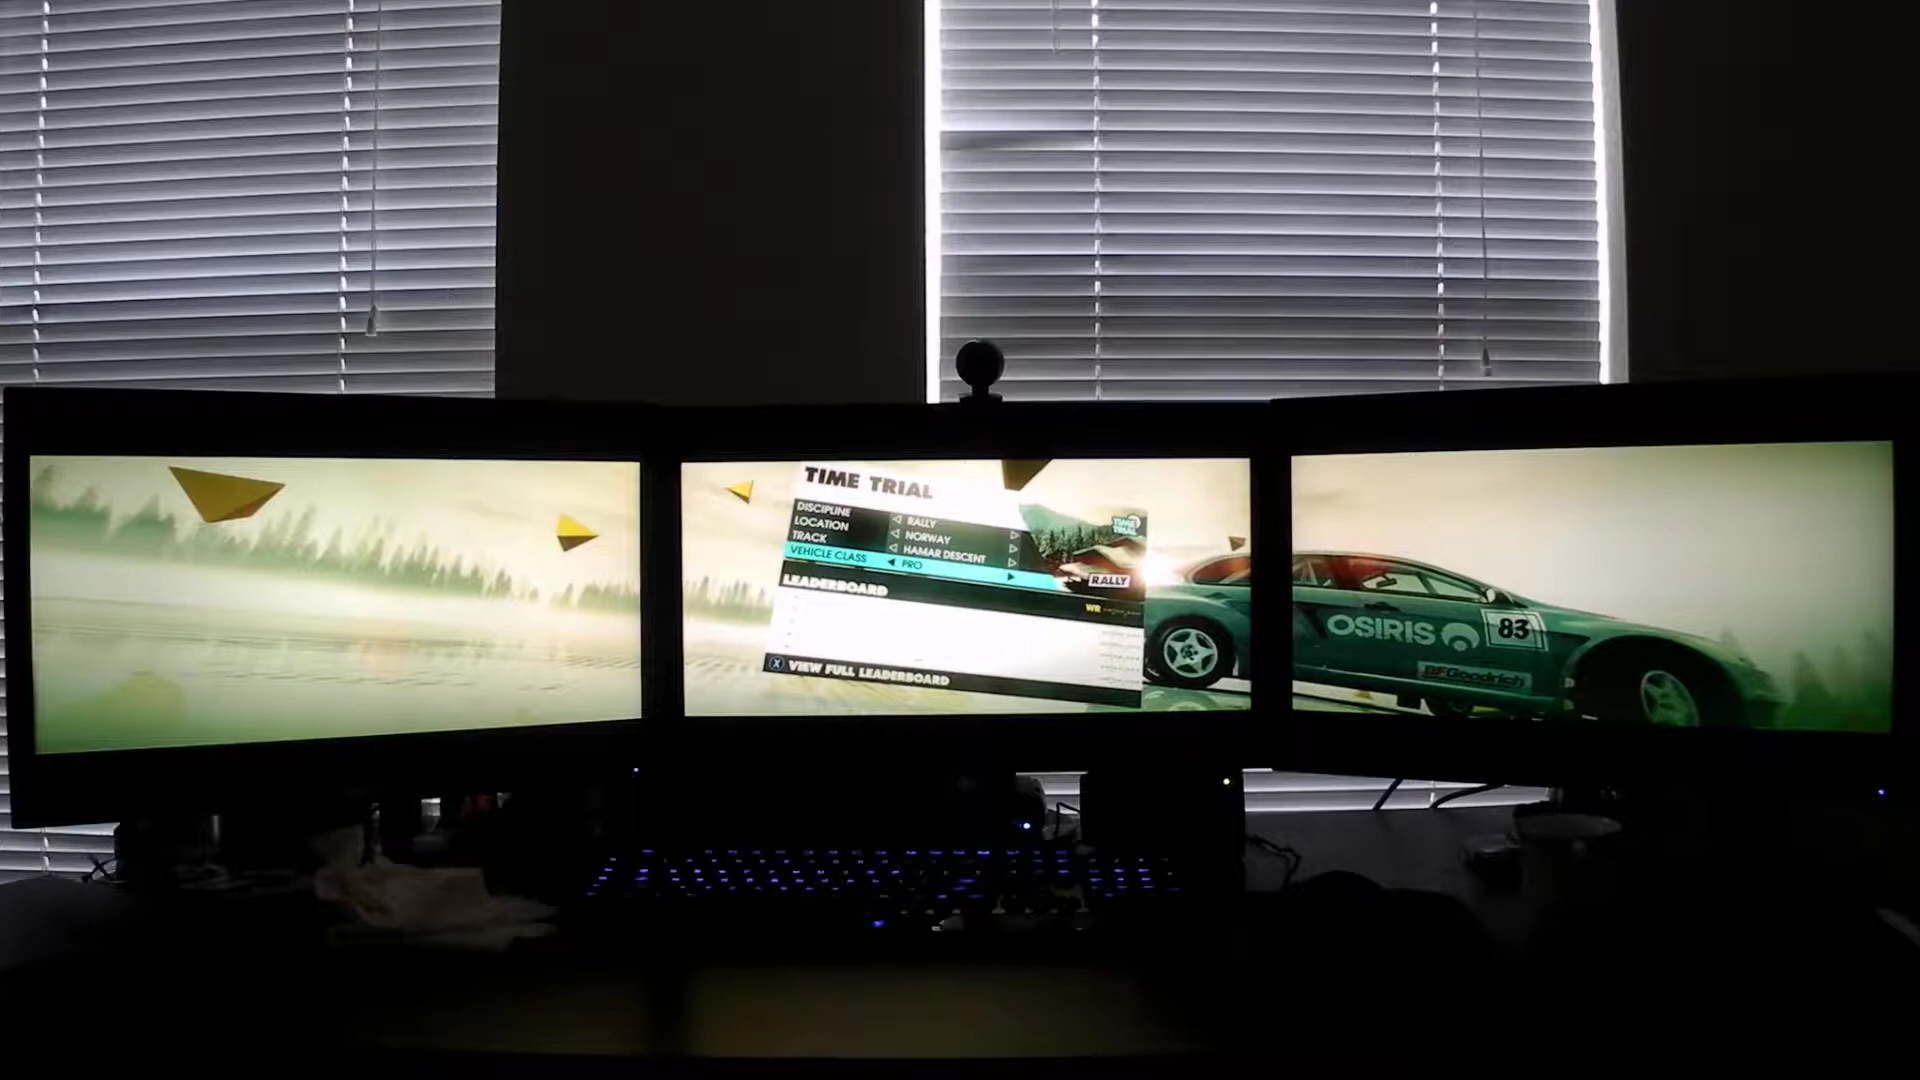 TIME TRIAL
DISCIPLINE RALLY
LOCATION NORWAY
TRACK HAMAR DESCENT
VEHICLE CLASS PRO
TIME TRIAL
RALLY
LEADERBOARD
WR
X VIEW FULL LEADERBOARD
OSIRIS 83
BFGoodrich